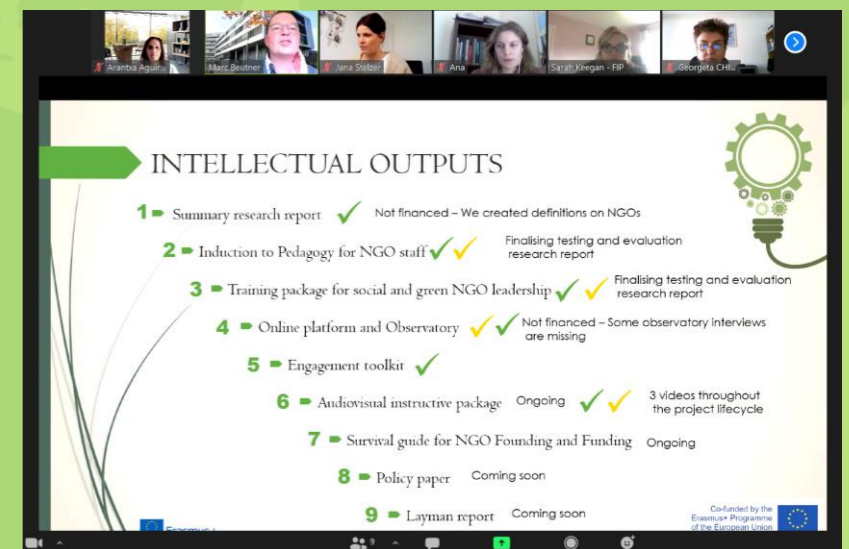 Arantxa Aguir...
Marc Beutner
Jana Stelzer
Ana
Sarah Keegan - FIP
Georgeta CHI...
INTELLECTUAL OUTPUTS
1 Summary research report ✓ Not financed – We created definitions on NGOs
2 Induction to Pedagogy for NGO staff ✓ ✓ Finalising testing and evaluation
research report
3 Training package for social and green NGO leadership ✓ ✓ Finalising testing and evaluation
research report
4 Online platform and Observatory ✓ ✓ Not financed – Some observatory interviews
are missing
5 Engagement toolkit ✓
6 Audiovisual instructive package Ongoing ✓ ✓ 3 videos throughout
the project lifecycle
7 Survival guide for NGO Founding and Funding Ongoing
8 Policy paper Coming soon
9 Layman report Coming soon
Erasmus+
Co-funded by the
Erasmus+ Programme
of the European Union
9